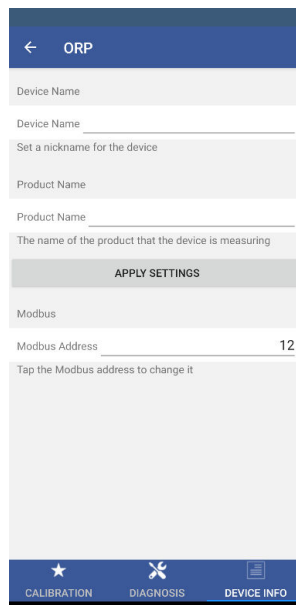 ORP
Device Name
Device Name
Set a nickname for the device
Product Name
Product Name
The name of the product that the device is measuring
APPLY SETTINGS
Modbus
Modbus Address 12
Tap the Modbus address to change it
CALIBRATION DIAGNOSIS DEVICE INFO